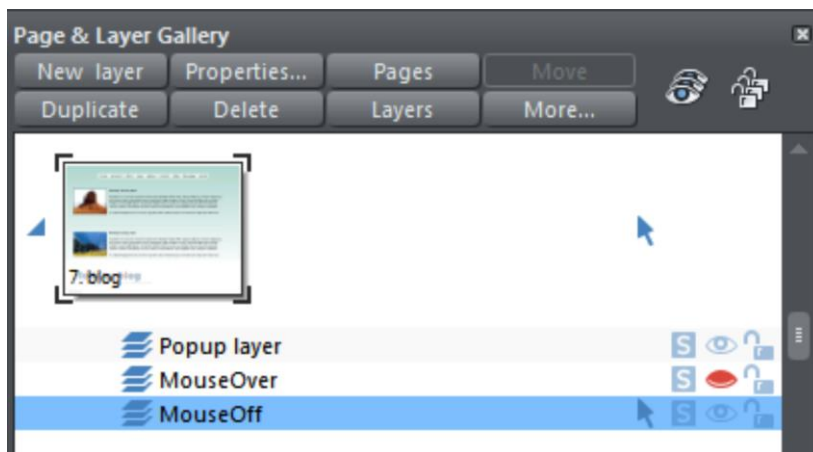 Page & Layer Gallery
New layer Properties... Pages Move
Duplicate Delete Layers More...
7. blog
Popup layer S
MouseOver S
MouseOff S